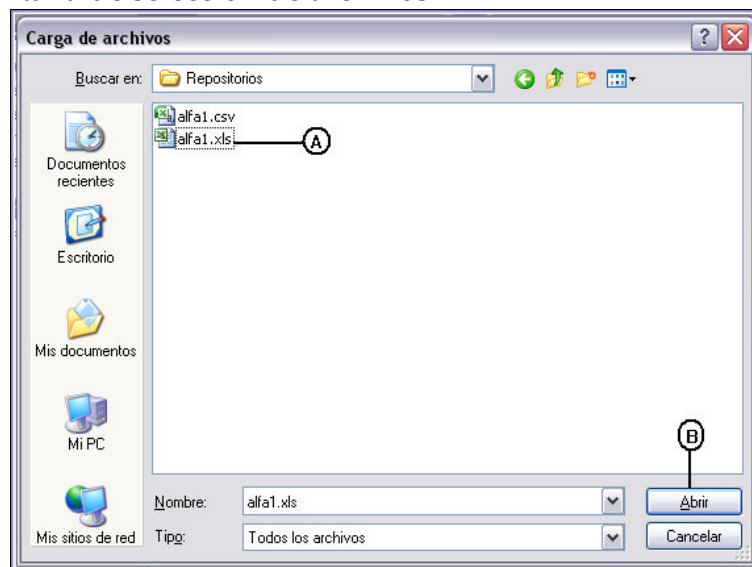 Carga de archivos
Buscar en: Repositorios
alfa1.csv
alfa1.xls
A
Documentos
recientes
Escritorio
Mis documentos
Mi PC
Mis sitios de red
B
Nombre: alfa1.xls Abrir
Tipo: Todos los archivos Cancelar